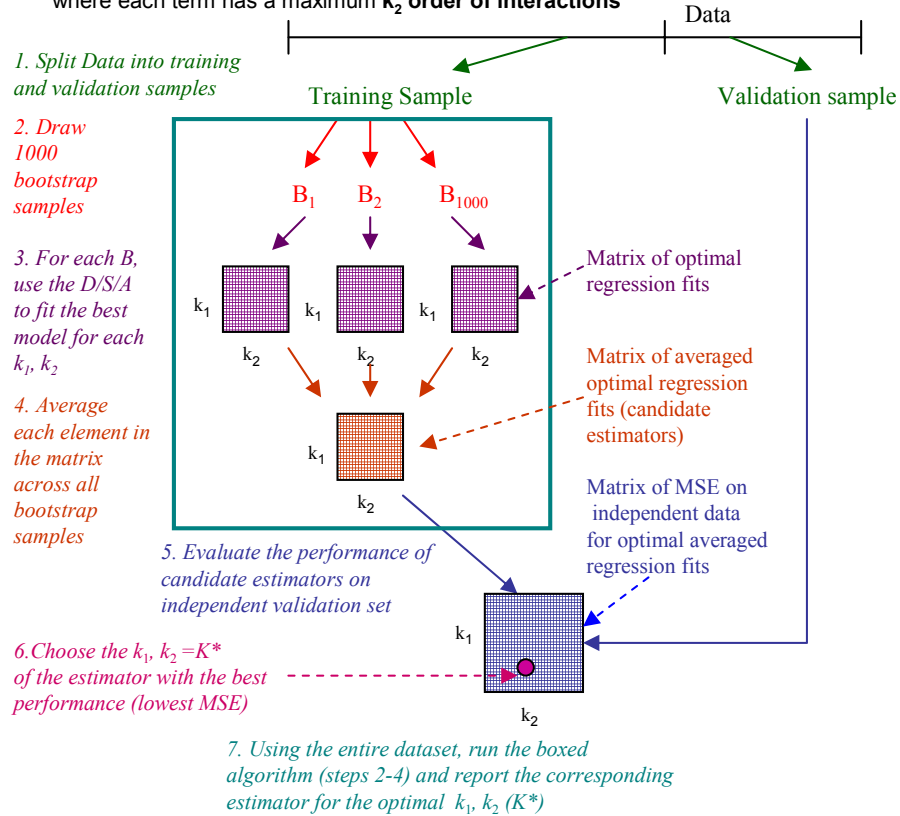 where each term has a maximum k2 order of interactions
Data
1. Split Data into training
and validation samples
Training Sample
Validation sample
2. Draw
1000
bootstrap
samples
B1
B2
B1000
3. For each B,
use the D/S/A
to fit the best
model for each
k1, k2
k1
k1
k1
k2
k2
k2
Matrix of optimal
regression fits
4. Average
each element in
the matrix
across all
bootstrap
samples
k1
k2
Matrix of averaged
optimal regression
fits (candidate
estimators)
Matrix of MSE on
independent data
for optimal averaged
regression fits
5. Evaluate the performance of
candidate estimators on
independent validation set
k1
k2
6.Choose the k1, k2 =K*
of the estimator with the best
performance (lowest MSE)
7. Using the entire dataset, run the boxed
algorithm (steps 2-4) and report the corresponding
estimator for the optimal k1, k2 (K*)